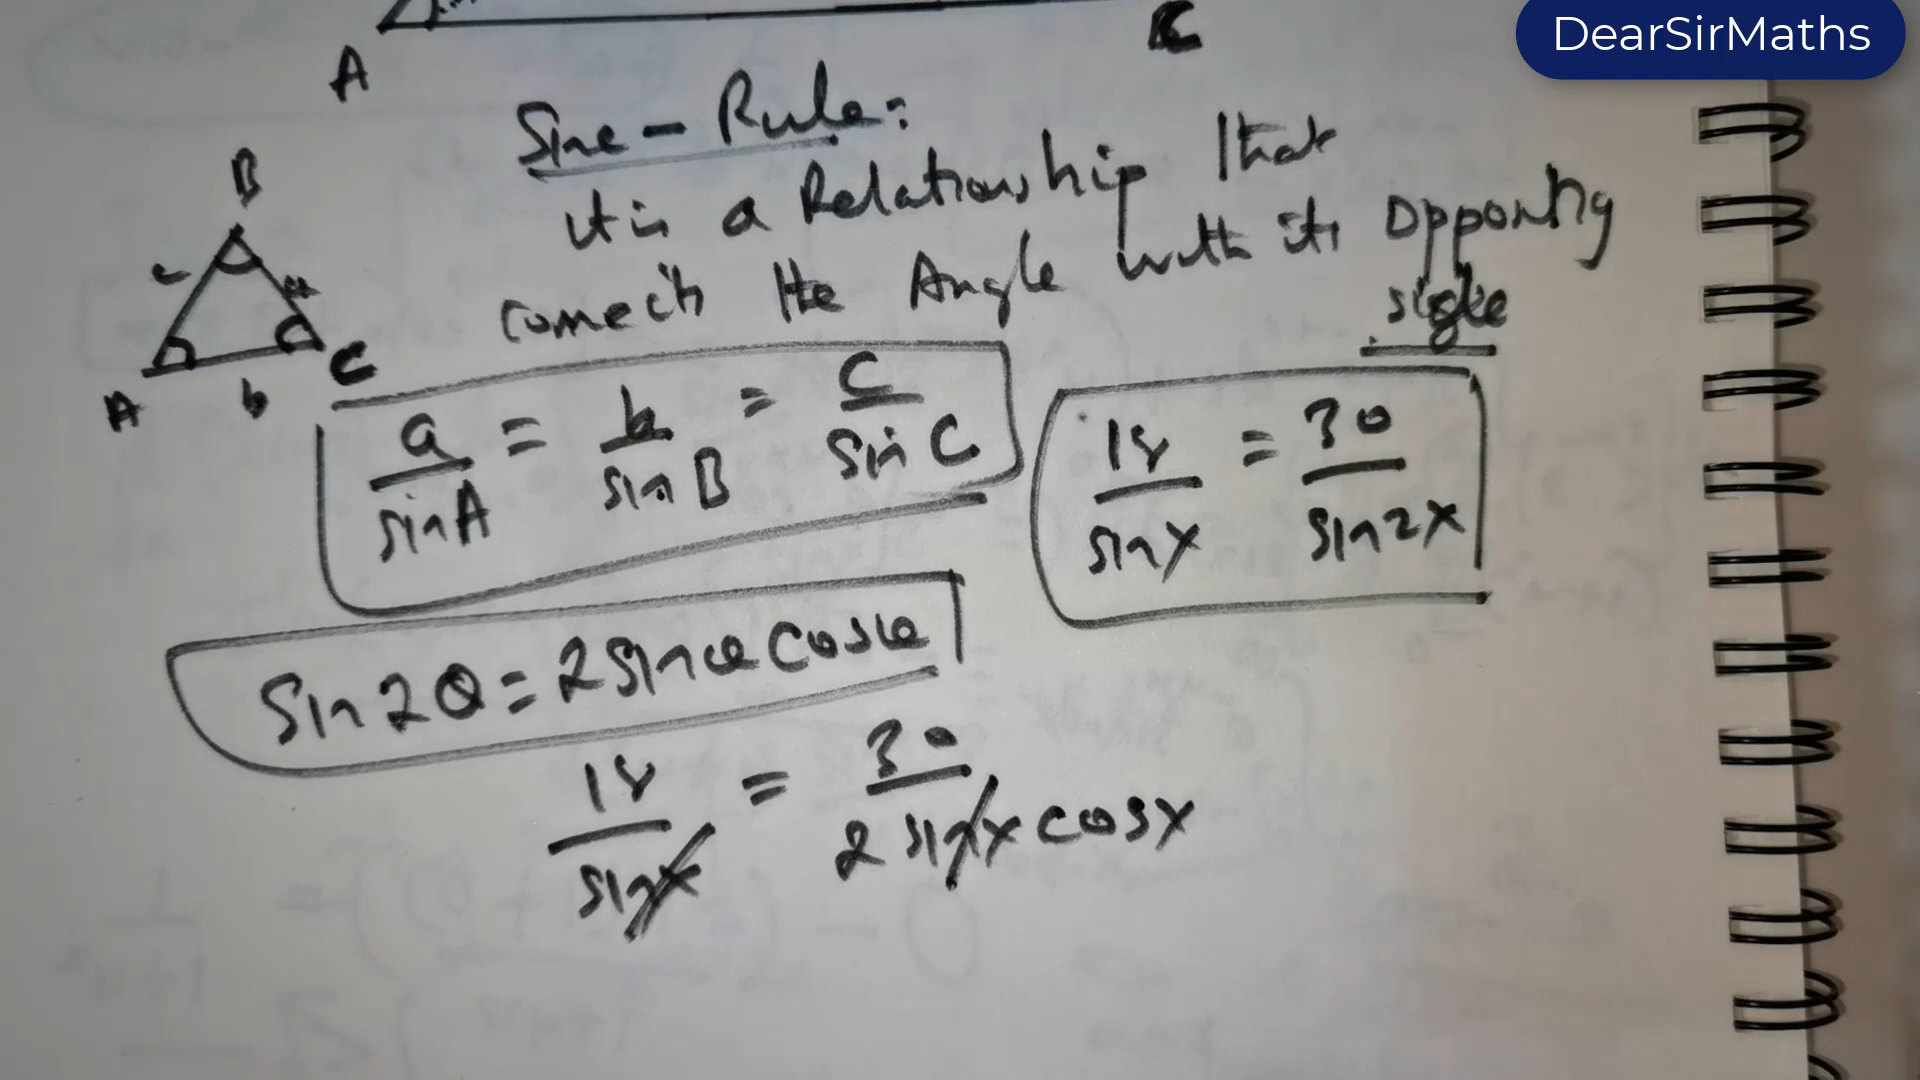 DearSirMaths
A
C
Sine - Rule:
it is a Relationship that
connects the Angle with its opposing
side
B
c
a
A
b
C
a/sinA = b/sinB = c/sinC
18/sinx = 30/sin2x
Sin2θ = 2sinθcosθ
18/sinx = 30/2sinxcosx